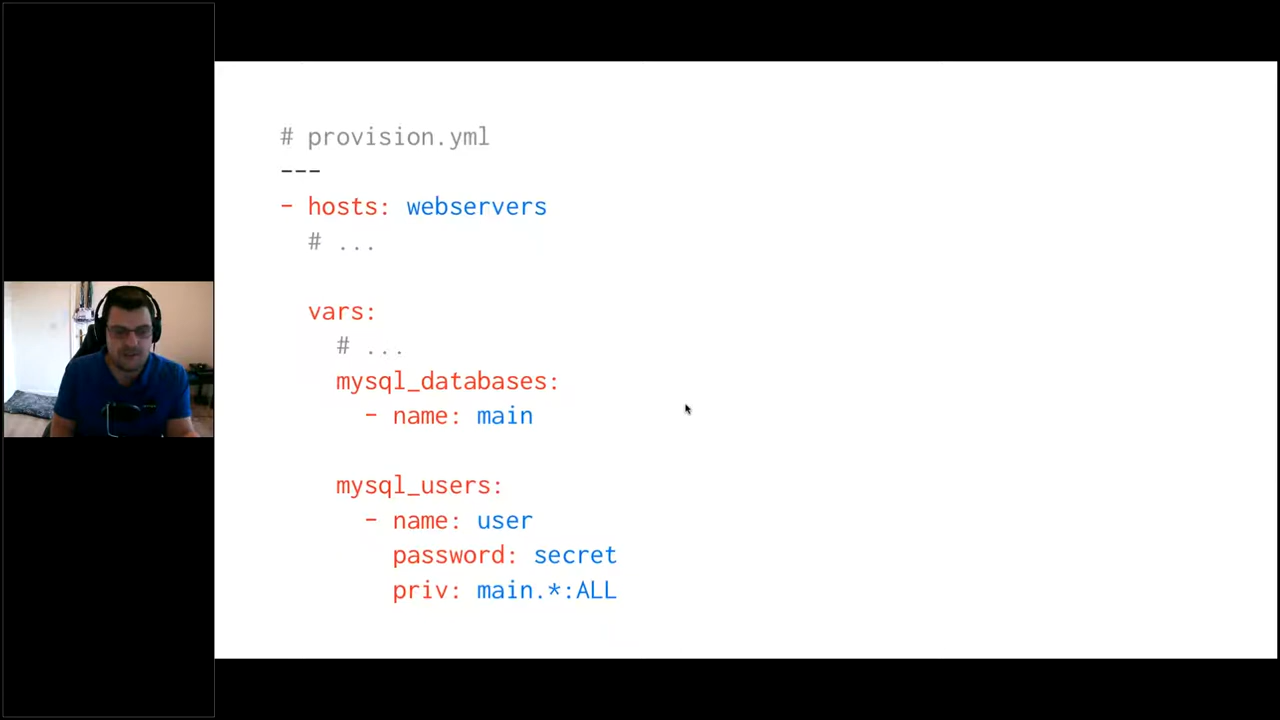 # provision.yml
---
- hosts: webservers
# ...
vars:
# ...
mysql_databases:
- name: main
mysql_users:
- name: user
password: secret
priv: main.*:ALL